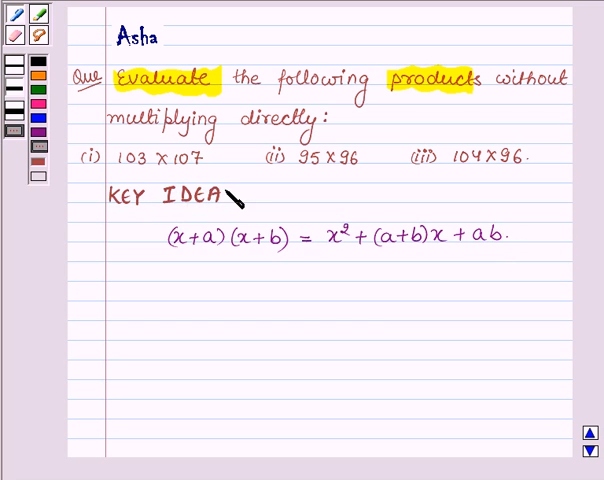 Asha
Que Evaluate the following products without
multiplying directly:
(i) 103 × 107 (ii) 95 × 96 (iii) 104 × 96.
KEY IDEA
(x+a) (x+b) = x² + (a+b)x + ab.